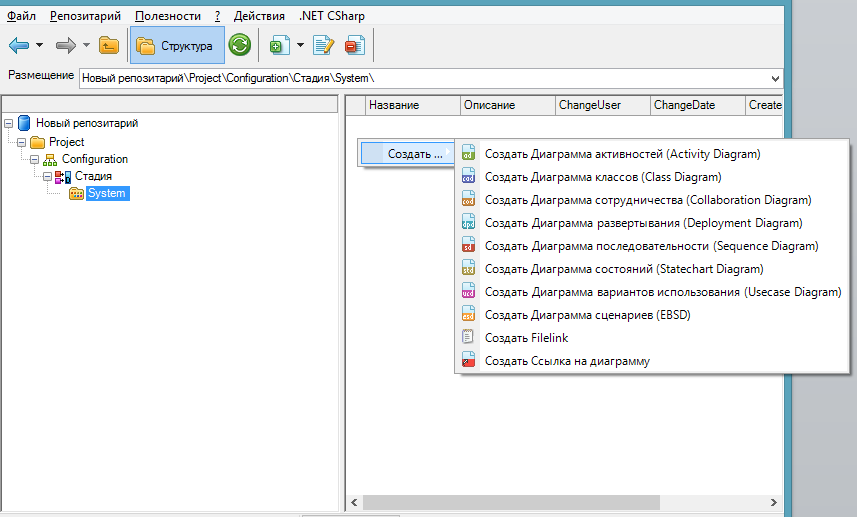 Файл Репозитарий Полезности ? Действия .NET CSharp
Структура
Размещение Новый репозитарий\Project\Configuration\Стадия\System\
Название Описание ChangeUser ChangeDate Create
Новый репозитарий
Project
Configuration
Стадия
System
Создать ...
ad Создать Диаграмма активностей (Activity Diagram)
cad Создать Диаграмма классов (Class Diagram)
cod Создать Диаграмма сотрудничества (Collaboration Diagram)
dpd Создать Диаграмма развертывания (Deployment Diagram)
sd Создать Диаграмма последовательности (Sequence Diagram)
std Создать Диаграмма состояний (Statechart Diagram)
ucd Создать Диаграмма вариантов использования (Usecase Diagram)
esd Создать Диаграмма сценариев (EBSD)
Создать Filelink
Создать Ссылка на диаграмму